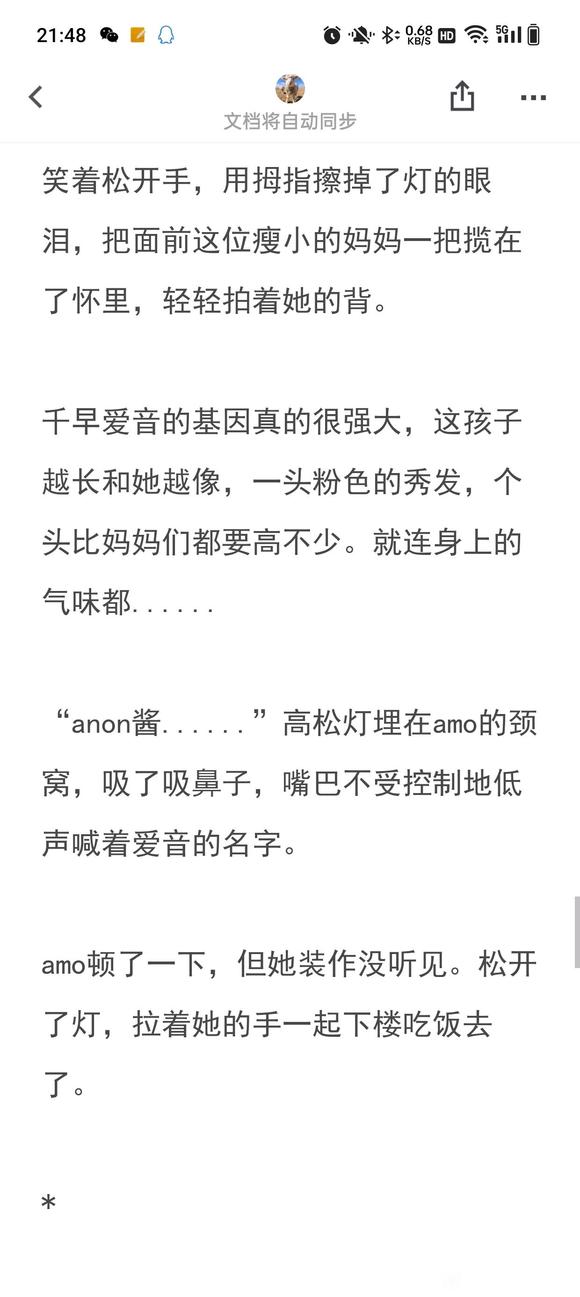 21:48
0.68
KB/S
HD
5G
文档将自动同步
笑着松开手，用拇指擦掉了灯的眼
泪，把面前这位瘦小的妈妈一把揽在
了怀里，轻轻拍着她的背。
千早爱音的基因真的很强大，这孩子
越长和她越像，一头粉色的秀发，个
头比妈妈们都要高不少。就连身上的
气味都......
“anon酱......”高松灯埋在amo的颈
窝，吸了吸鼻子，嘴巴不受控制地低
声喊着爱音的名字。
amo顿了一下，但她装作没听见。松开
了灯，拉着她的手一起下楼吃饭去
了。
*